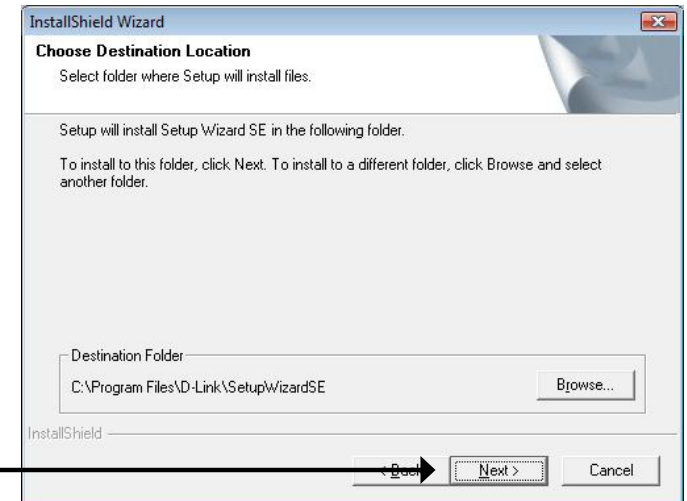 InstallShield Wizard
Choose Destination Location
Select folder where Setup will install files.
Setup will install Setup Wizard SE in the following folder.
To install to this folder, click Next. To install to a different folder, click Browse and select
another folder.
Destination Folder
C:\Program Files\D-Link\SetupWizardSE
Browse...
InstallShield
< Back Next > Cancel